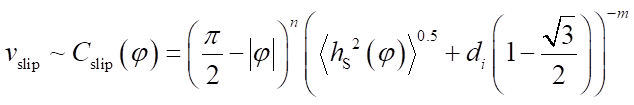 v_slip ~ C_slip (φ) = (π/2 − |φ|)^n (⟨h_S^2 (φ)⟩^0.5 + d_i (1 − √3/2))^−m